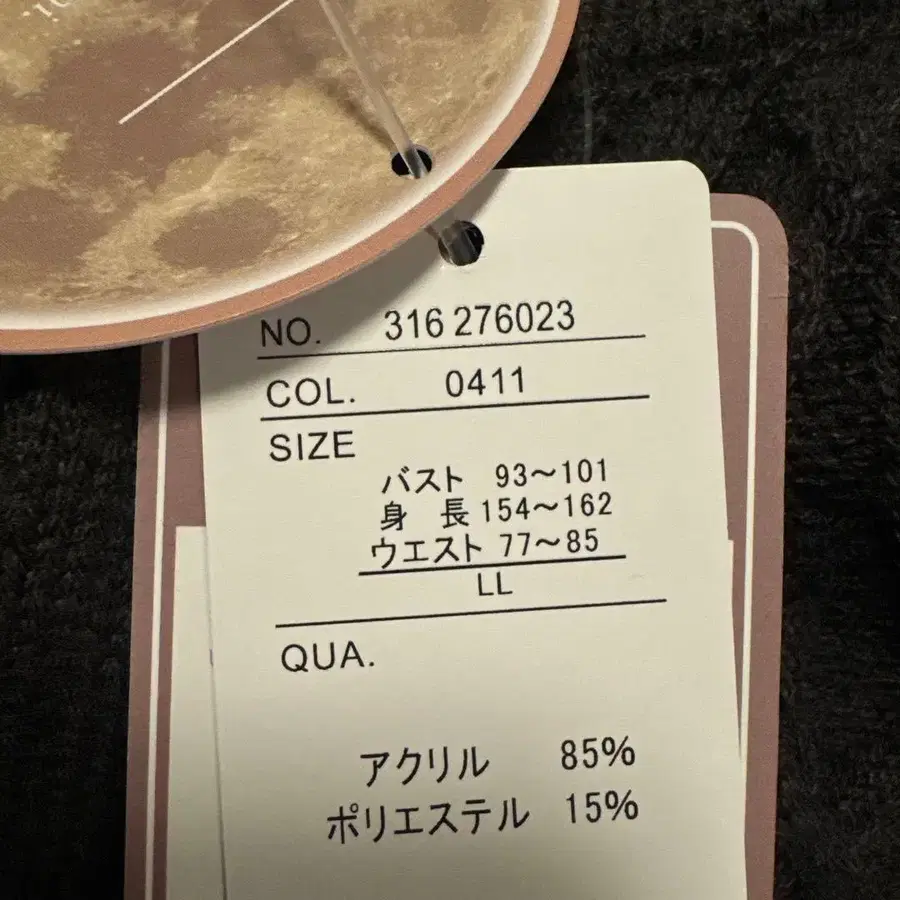 NO. 316 276023
COL. 0411
SIZE
バスト 93～101
身 長 154～162
ウエスト 77～85
LL
QUA.
アクリル 85%
ポリエステル 15%